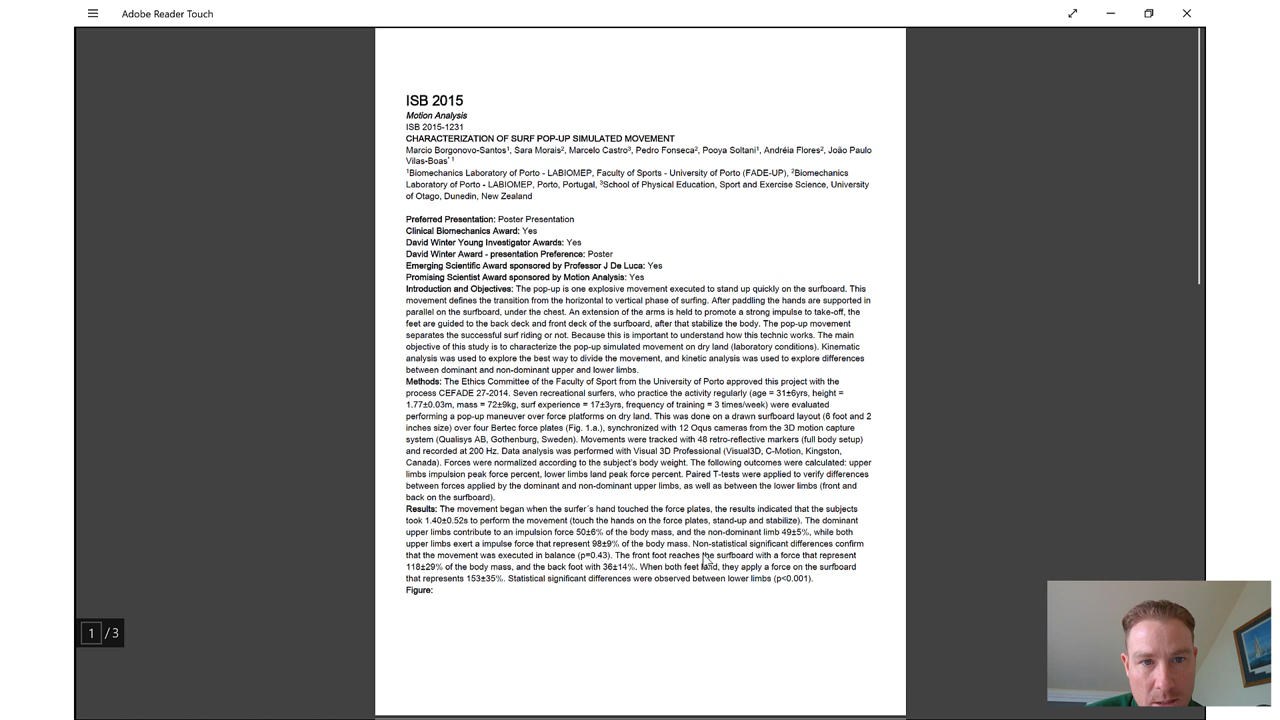 Adobe Reader Touch
ISB 2015
Motion Analysis
ISB 2015-1231
CHARACTERIZATION OF SURF POP-UP SIMULATED MOVEMENT
Marcio Borgonovo-Santos¹, Sara Morais², Marcelo Castro³, Pedro Fonseca², Pooya Soltani¹, Andréia Flores², João Paulo
Vilas-Boas* ¹
¹Biomechanics Laboratory of Porto - LABIOMEP, Faculty of Sports - University of Porto (FADE-UP), ²Biomechanics
Laboratory of Porto - LABIOMEP, Porto, Portugal, ³School of Physical Education, Sport and Exercise Science, University
of Otago, Dunedin, New Zealand
Preferred Presentation: Poster Presentation
Clinical Biomechanics Award: Yes
David Winter Young Investigator Awards: Yes
David Winter Award - presentation Preference: Poster
Emerging Scientific Award sponsored by Professor J De Luca: Yes
Promising Scientist Award sponsored by Motion Analysis: Yes
Introduction and Objectives: The pop-up is one explosive movement executed to stand up quickly on the surfboard. This
movement defines the transition from the horizontal to vertical phase of surfing. After paddling the hands are supported in
parallel on the surfboard, under the chest. An extension of the arms is held to promote a strong impulse to take-off, the
feet are guided to the back deck and front deck of the surfboard, after that stabilize the body. The pop-up movement
separates the successful surf riding or not. Because this is important to understand how this technic works. The main
objective of this study is to characterize the pop-up simulated movement on dry land (laboratory conditions). Kinematic
analysis was used to explore the best way to divide the movement, and kinetic analysis was used to explore differences
between dominant and non-dominant upper and lower limbs.
Methods: The Ethics Committee of the Faculty of Sport from the University of Porto approved this project with the
process CEFADE 27-2014. Seven recreational surfers, who practice the activity regularly (age = 31±6yrs, height =
1.77±0.03m, mass = 72±9kg, surf experience = 17±3yrs, frequency of training = 3 times/week) were evaluated
performing a pop-up maneuver over force platforms on dry land. This was done on a drawn surfboard layout (6 foot and 2
inches size) over four Bertec force plates (Fig. 1.a.), synchronized with 12 Oqus cameras from the 3D motion capture
system (Qualisys AB, Gothenburg, Sweden). Movements were tracked with 48 retro-reflective markers (full body setup)
and recorded at 200 Hz. Data analysis was performed with Visual 3D Professional (Visual3D, C-Motion, Kingston,
Canada). Forces were normalized according to the subject's body weight. The following outcomes were calculated: upper
limbs impulsion peak force percent, lower limbs land peak force percent. Paired T-tests were applied to verify differences
between forces applied by the dominant and non-dominant upper limbs, as well as between the lower limbs (front and
back on the surfboard).
Results: The movement began when the surfer´s hand touched the force plates, the results indicated that the subjects
took 1.40±0.52s to perform the movement (touch the hands on the force plates, stand-up and stabilize). The dominant
upper limbs contribute to an impulsion force 50±6% of the body mass, and the non-dominant limb 49±5%, while both
upper limbs exert a impulse force that represent 98±9% of the body mass. Non-statistical significant differences confirm
that the movement was executed in balance (p=0.43). The front foot reaches the surfboard with a force that represent
118±29% of the body mass, and the back foot with 36±14%. When both feet land, they apply a force on the surfboard
that represents 153±35%. Statistical significant differences were observed between lower limbs (p<0.001).
Figure:
1 / 3